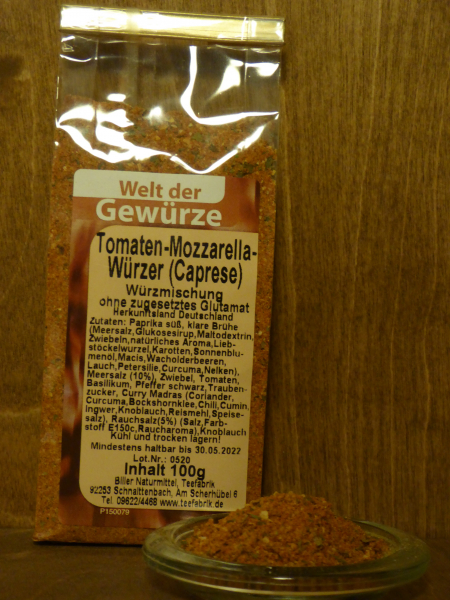 Welt der
Gewürze
Tomaten-Mozzarella-
Würzer (Caprese)
Würzmischung
ohne zugesetztes Glutamat
Herkunftsland Deutschland
Zutaten: Paprika süß, klare Brühe
(Meersalz,Glukosesirup,Maltodextrin,
Zwiebeln,natürliches Aroma,Lieb-
stöckelwurzel,Karotten,Sonnenblu-
menöl,Macis,Wacholderbeeren,
Lauch,Petersilie,Curcuma,Nelken),
Meersalz (10%), Zwiebel, Tomaten,
Basilikum, Pfeffer schwarz,Trauben-
zucker, Curry Madras (Coriander,
Curcuma,Bockshornklee,Chili,Cumin,
Ingwer,Knoblauch,Reismehl,Speise-
salz), Rauchsalz(5%) (Salz,Farb-
stoff E150c,Raucharoma),Knoblauch
Kühl und trocken lagern!
Mindestens haltbar bis 30.05.2022
Lot.Nr.: 0520
Inhalt 100g
Biller Naturmittel, Teefabrik
92253 Schnaittenbach, Am Scherhübel 6
Tel. 09622/4468 www.teefabrik.de
P150079